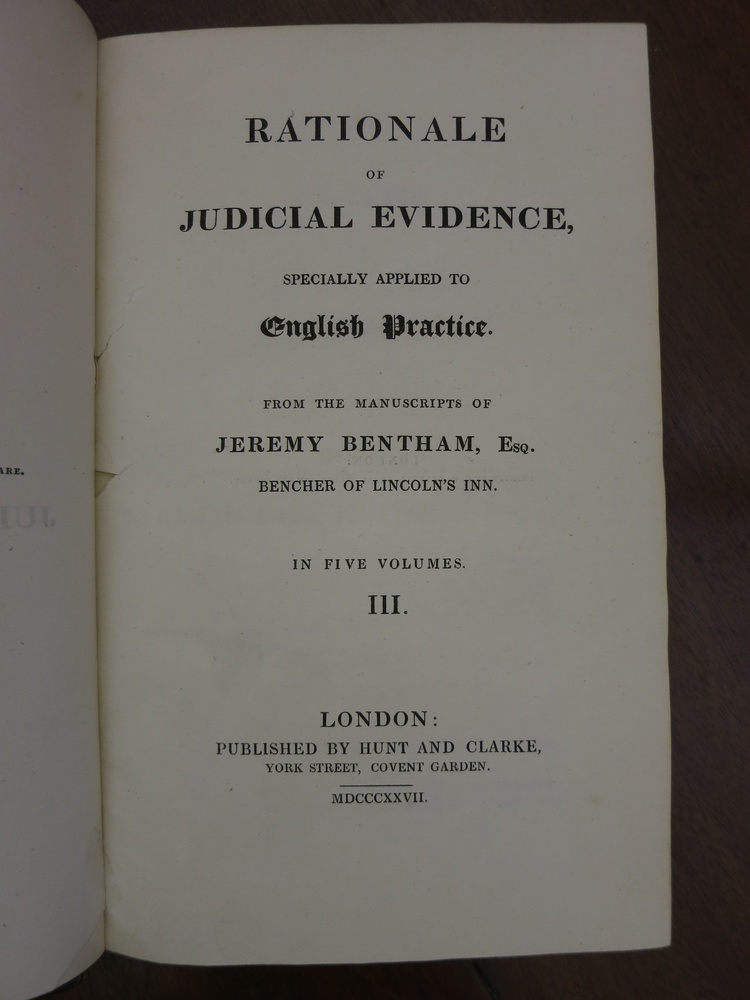 RATIONALE
OF
JUDICIAL EVIDENCE,
SPECIALLY APPLIED TO
English Practice.
FROM THE MANUSCRIPTS OF
JEREMY BENTHAM, Esq.
BENCHER OF LINCOLN'S INN.
IN FIVE VOLUMES.
III.
LONDON:
PUBLISHED BY HUNT AND CLARKE,
YORK STREET, COVENT GARDEN.
MDCCCXXVII.